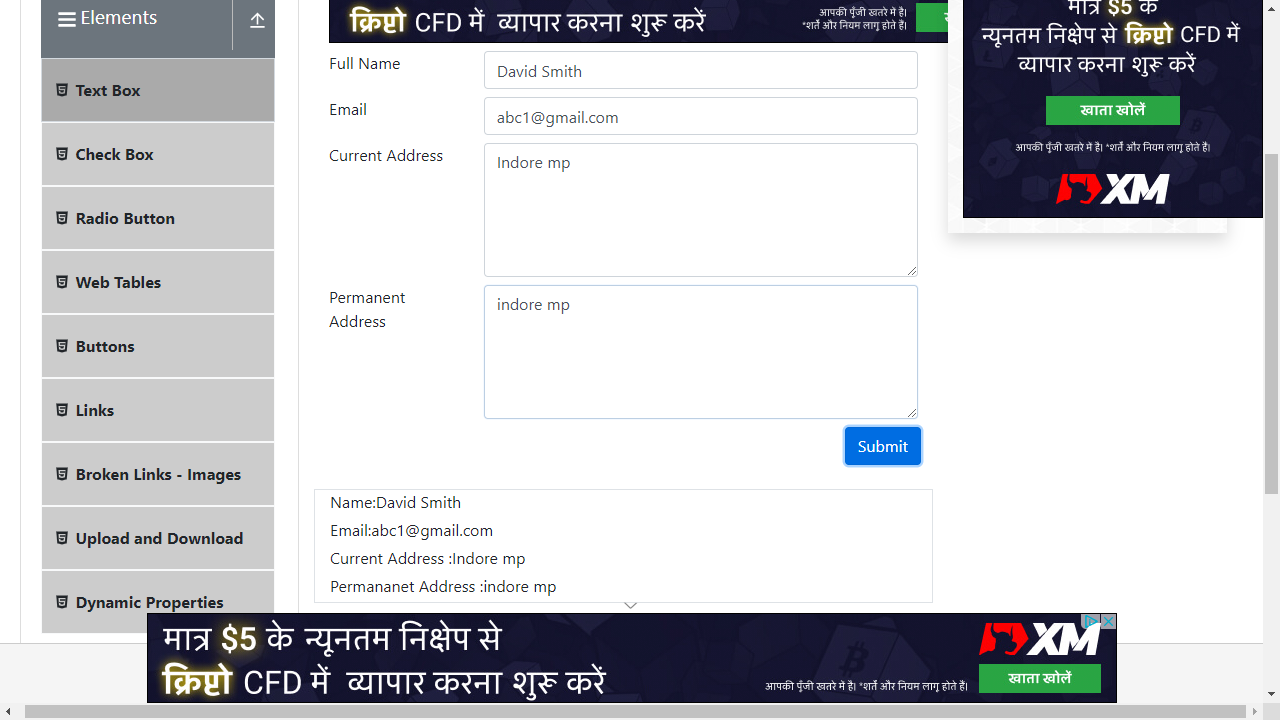 Elements
Text Box
Check Box
Radio Button
Web Tables
Buttons
Links
Broken Links - Images
Upload and Download
Dynamic Properties
क्रिप्टो CFD में व्यापार करना शुरू करें
आपकी पूँजी खतरे में है।
*शर्तें और नियम लागू होते हैं।
Full Name
David Smith
Email
abc1@gmail.com
Current Address
Indore mp
Permanent
Address
indore mp
Submit
Name:David Smith
Email:abc1@gmail.com
Current Address :Indore mp
Permananet Address :indore mp
मात्र $5 के
न्यूनतम निक्षेप से क्रिप्टो CFD में
व्यापार करना शुरू करें
खाता खोलें
आपकी पूँजी खतरे में है। *शर्तें और नियम लागू होते हैं।
XM
मात्र $5 के न्यूनतम निक्षेप से
क्रिप्टो CFD में व्यापार करना शुरू करें
आपकी पूँजी खतरे में है। *शर्तें और नियम लागू होते हैं।
XM
खाता खोलें